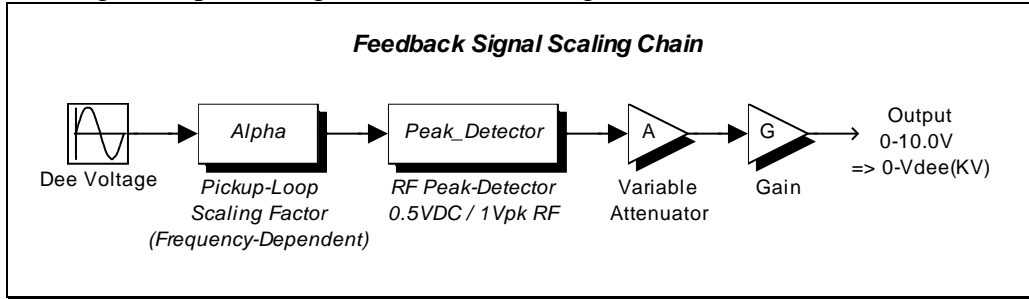 Feedback Signal Scaling Chain
Dee Voltage
Alpha
Pickup-Loop
Scaling Factor
(Frequency-Dependent)
Peak_Detector
RF Peak-Detector
0.5VDC / 1Vpk RF
A
Variable
Attenuator
G
Gain
Output
0-10.0V
=> 0-Vdee(KV)